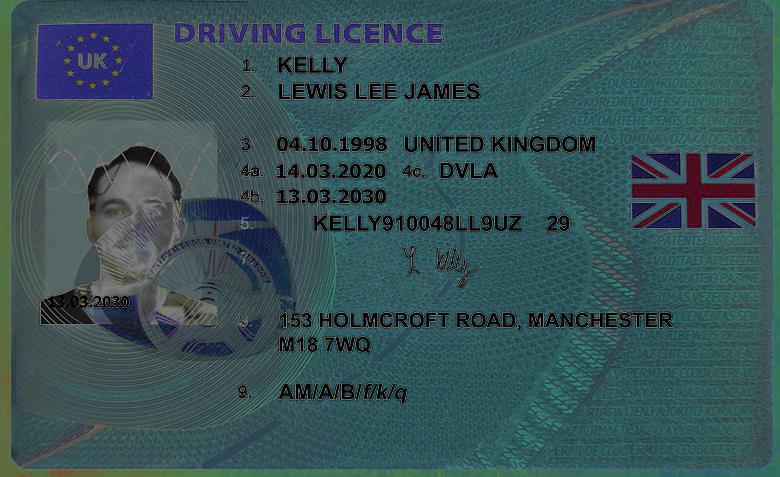 DRIVING LICENCE
UK
1. KELLY
2. LEWIS LEE JAMES
3. 04.10.1998 UNITED KINGDOM
4a. 14.03.2020 4c. DVLA
4b. 13.03.2030
5. KELLY910048LL9UZ 29
7.
13.03.2030
8. 153 HOLMCROFT ROAD, MANCHESTER
M18 7WQ
9. AM/A/B/f/k/q